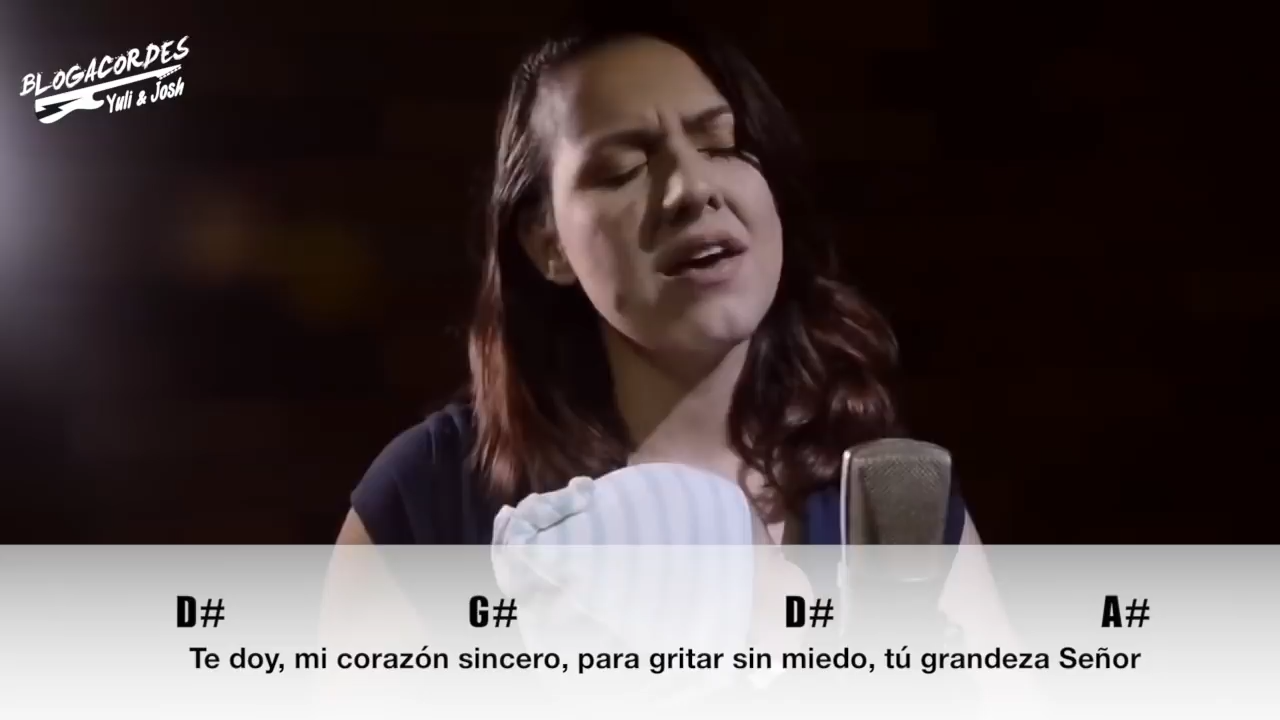 BLOGACORDES
Yuli & Josh
D# G# D# A#
Te doy, mi corazón sincero, para gritar sin miedo, tú grandeza Señor